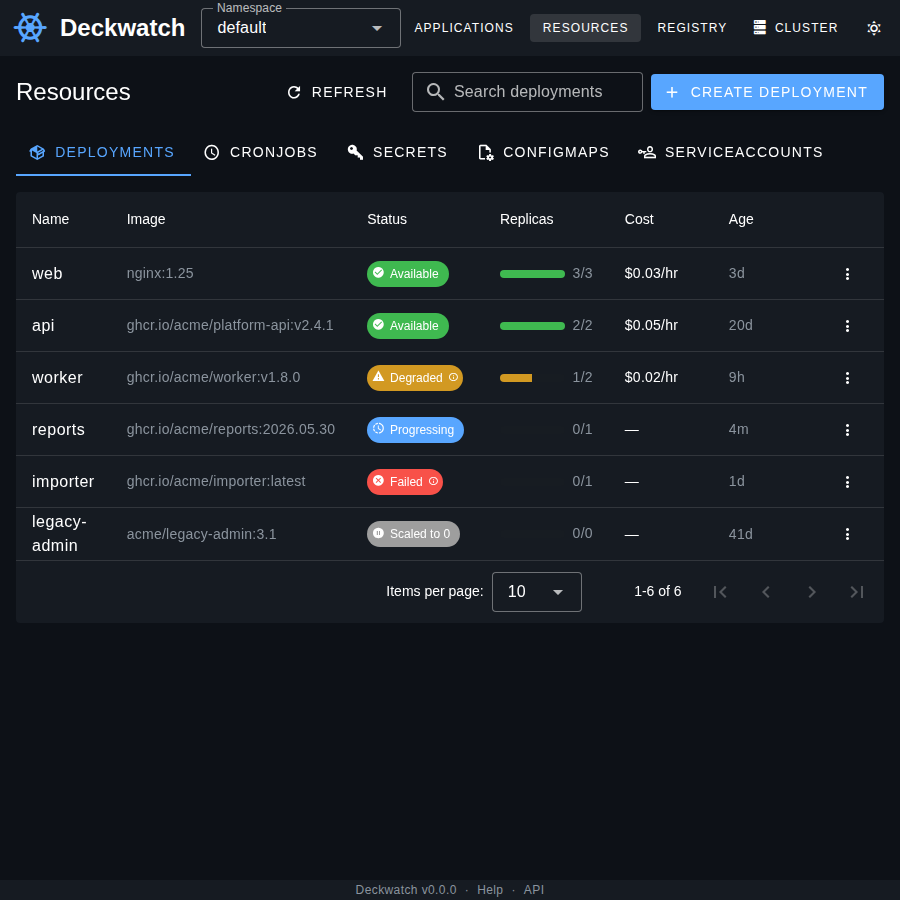 Deckwatch
Namespace
default
APPLICATIONS
RESOURCES
REGISTRY
CLUSTER
Resources
REFRESH
Search deployments
CREATE DEPLOYMENT
DEPLOYMENTS
CRONJOBS
SECRETS
CONFIGMAPS
SERVICEACCOUNTS
Name Image Status Replicas Cost Age
web nginx:1.25 Available 3/3 $0.03/hr 3d
api ghcr.io/acme/platform-api:v2.4.1 Available 2/2 $0.05/hr 20d
worker ghcr.io/acme/worker:v1.8.0 Degraded 1/2 $0.02/hr 9h
reports ghcr.io/acme/reports:2026.05.30 Progressing 0/1 — 4m
importer ghcr.io/acme/importer:latest Failed 0/1 — 1d
legacy-
admin acme/legacy-admin:3.1 Scaled to 0 0/0 — 41d
Items per page: 10 1-6 of 6
Deckwatch v0.0.0 · Help · API